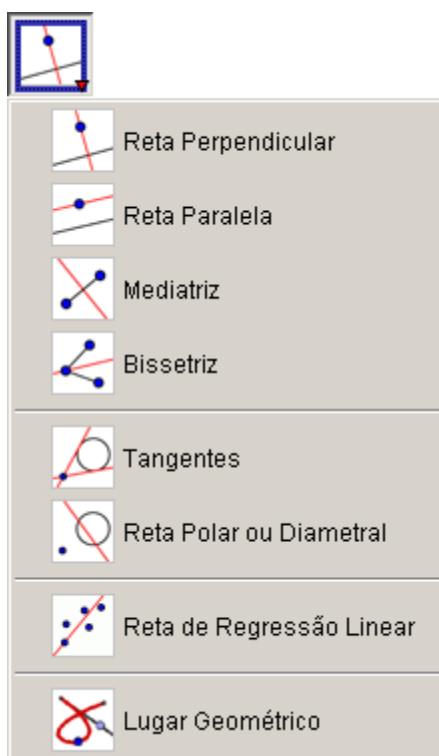 Reta Perpendicular
Reta Paralela
Mediatriz
Bissetriz
Tangentes
Reta Polar ou Diametral
Reta de Regressão Linear
Lugar Geométrico